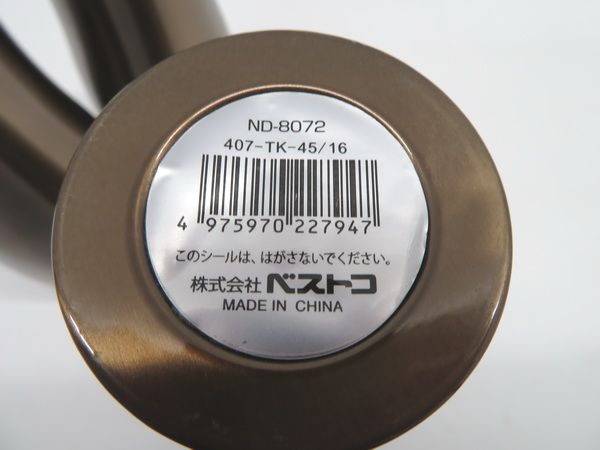 ND-8072
407-TK-45/16
4 975970 227947
このシールは、はがさないでください。
株式会社 ベストコ
MADE IN CHINA